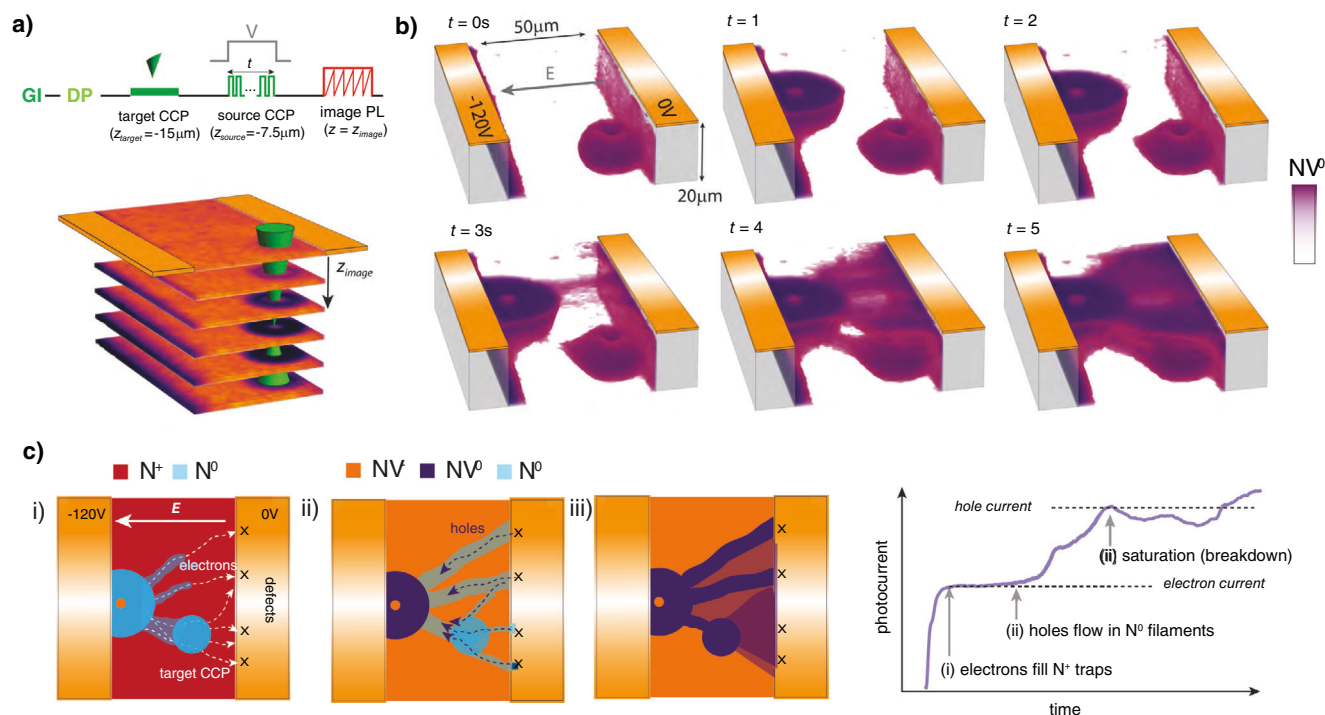 a)
V
t
GI
DP
target CCP
(z_target=-15μm)
source CCP
(z_source=-7.5μm)
image PL
(z = z_image)
z_image
b)
t = 0s
50μm
E
-120V
0V
20μm
t = 1
t = 2
NV⁰
t = 3s
t = 4
t = 5
c)
N⁺
N⁰
NV⁻
NV⁰
N⁰
i)
-120V
E
0V
electrons
defects
target CCP
x
x
x
x
ii)
holes
x
x
x
x
iii)
x
x
x
x
photocurrent
hole current
(ii) saturation (breakdown)
electron current
(ii) holes flow in N⁰ filaments
(i) electrons fill N⁺ traps
time